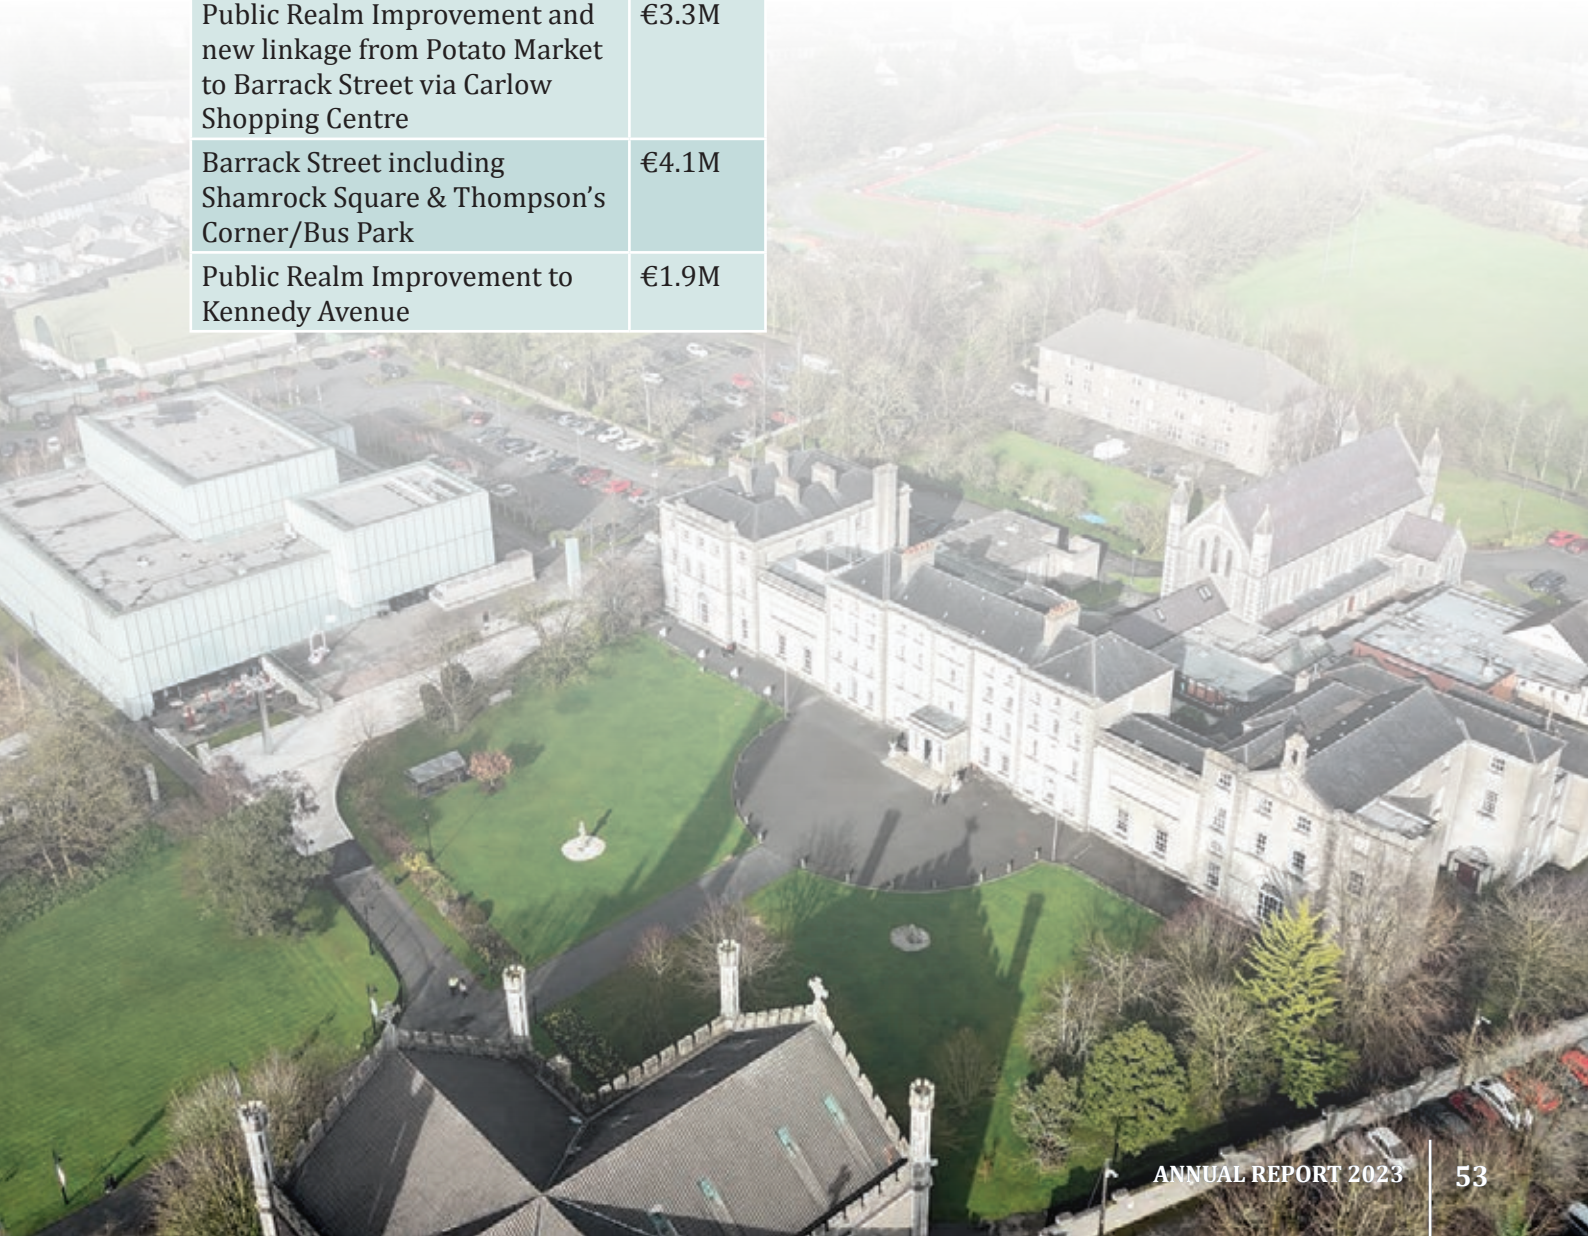 Public Realm Improvement and €3.3M
new linkage from Potato Market
to Barrack Street via Carlow
Shopping Centre
Barrack Street including €4.1M
Shamrock Square & Thompson's
Corner/Bus Park
Public Realm Improvement to €1.9M
Kennedy Avenue
ANNUAL REPORT 2023 53